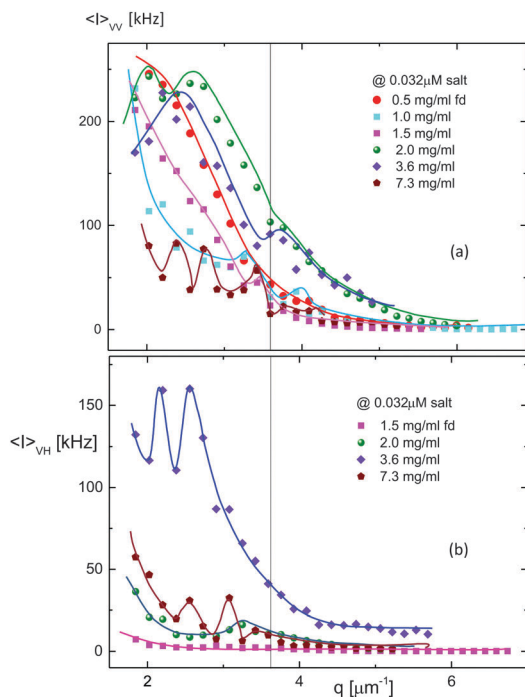 <I>VV [kHz]
250
200
150
100
50
0
@ 0.032µM salt
0.5 mg/ml fd
1.0 mg/ml
1.5 mg/ml
2.0 mg/ml
3.6 mg/ml
7.3 mg/ml
(a)
<I>VH [kHz]
150
100
50
0
@ 0.032µM salt
1.5 mg/ml fd
2.0 mg/ml
3.6 mg/ml
7.3 mg/ml
(b)
2 4 6
q [µm⁻¹]